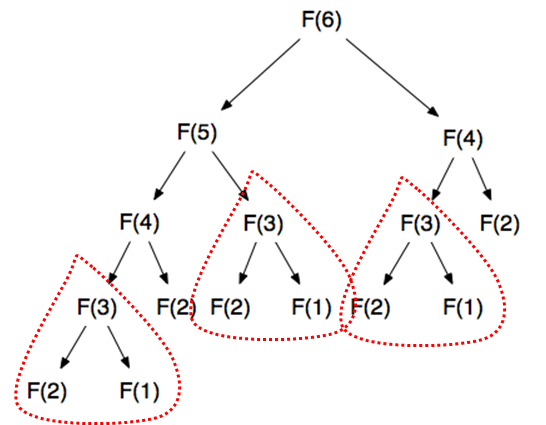 F(6)
F(5) F(4)
F(4) F(3) F(3) F(2)
F(3) F(2) F(2) F(1) F(2) F(1)
F(2) F(1)